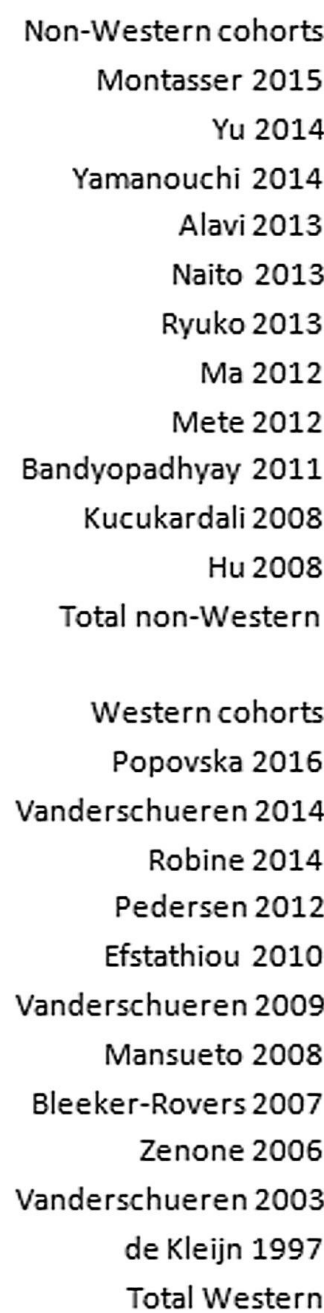 Non-Western cohorts
Montasser 2015
Yu 2014
Yamanouchi 2014
Alavi 2013
Naito 2013
Ryuko 2013
Ma 2012
Mete 2012
Bandyopadhyay 2011
Kucukardali 2008
Hu 2008
Total non-Western
Western cohorts
Popovska 2016
Vanderschueren 2014
Robine 2014
Pedersen 2012
Efstathiou 2010
Vanderschueren 2009
Mansueto 2008
Bleeker-Rovers 2007
Zenone 2006
Vanderschueren 2003
de Kleijn 1997
Total Western